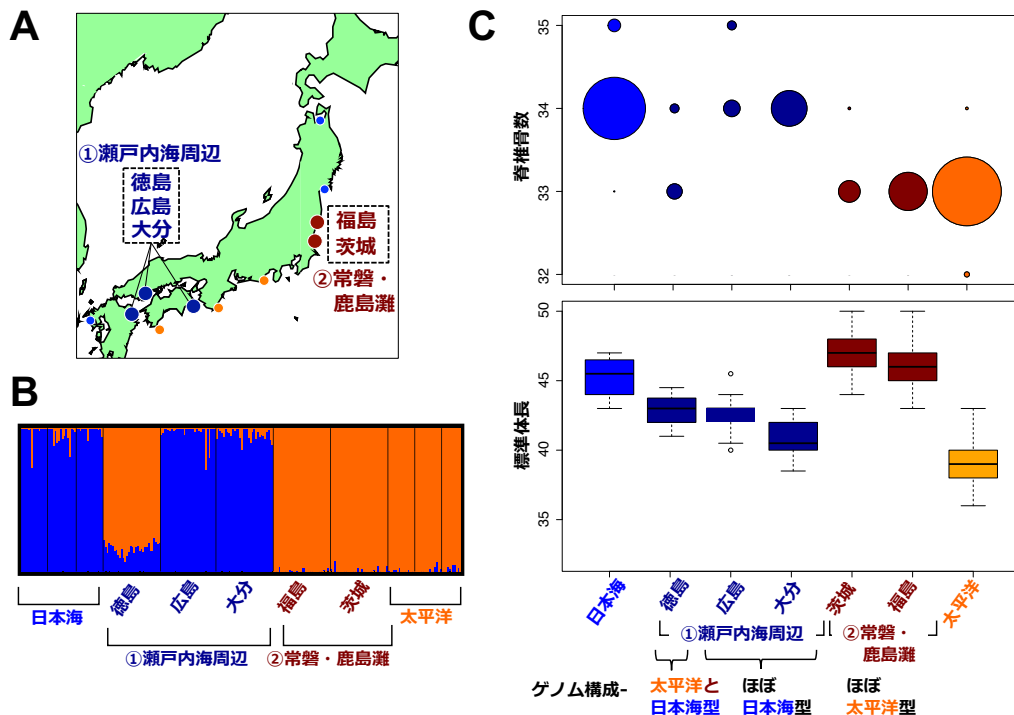 A
①瀬戸内海周辺
徳島
広島
大分
福島
茨城
②常磐・
鹿島灘
B
徳島
広島
大分
福島
茨城
日本海
太平洋
①瀬戸内海周辺
②常磐・鹿島灘
C
脊椎骨数
35
34
33
32
標準体長
50
45
40
35
日本海
徳島
広島
大分
茨城
福島
太平洋
①瀬戸内海周辺
②常磐・
鹿島灘
ゲノム構成-
太平洋と
日本海型
ほぼ
日本海型
ほぼ
太平洋型